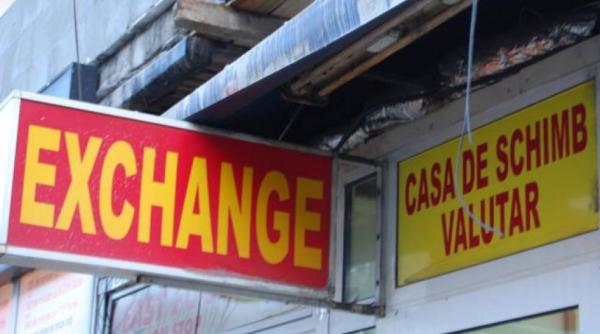 EXCHANGE
CASA DE SCHIMB
VALUTAR